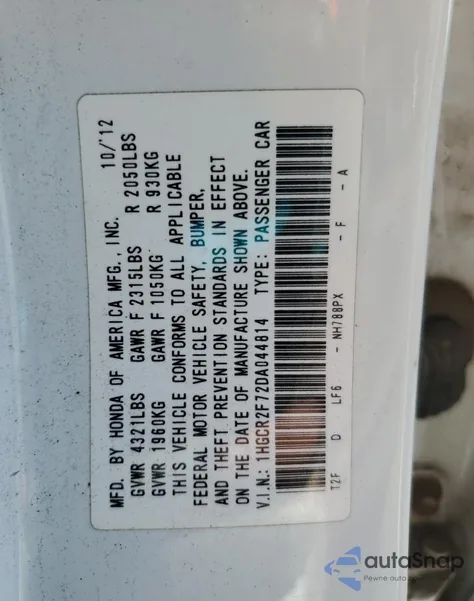 MFD. BY HONDA OF AMERICA MFG., INC. 10/'12
GVWR 4321LBS GAWR F 2315LBS R 2050LBS
GVWR 1960KG GAWR F 1050KG R 930KG
THIS VEHICLE CONFORMS TO ALL APPLICABLE
FEDERAL MOTOR VEHICLE SAFETY, BUMPER,
AND THEFT PREVENTION STANDARDS IN EFFECT
ON THE DATE OF MANUFACTURE SHOWN ABOVE.
V.I.N.: 1HGCR2F72DA044814 TYPE: PASSENGER CAR
T2F D LF6 - NH788PX - F - A
autoSnap
Pewne auto z